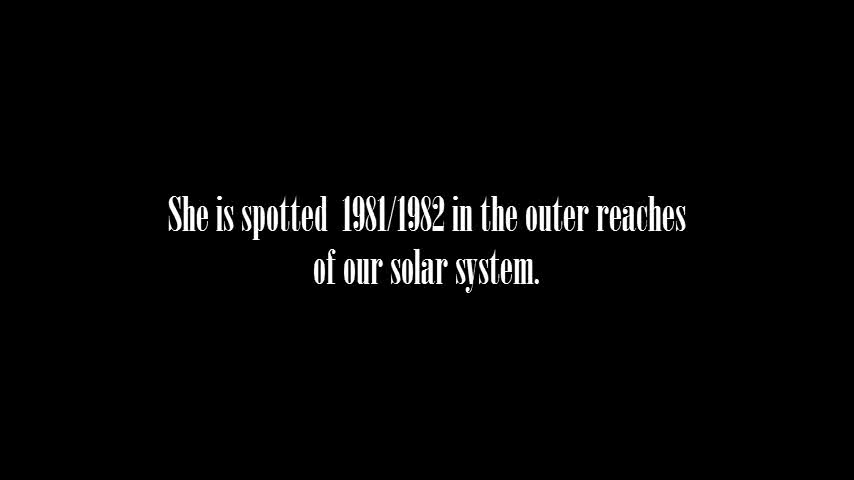 She is spotted  1981/1982 in the outer reaches
of our solar system.